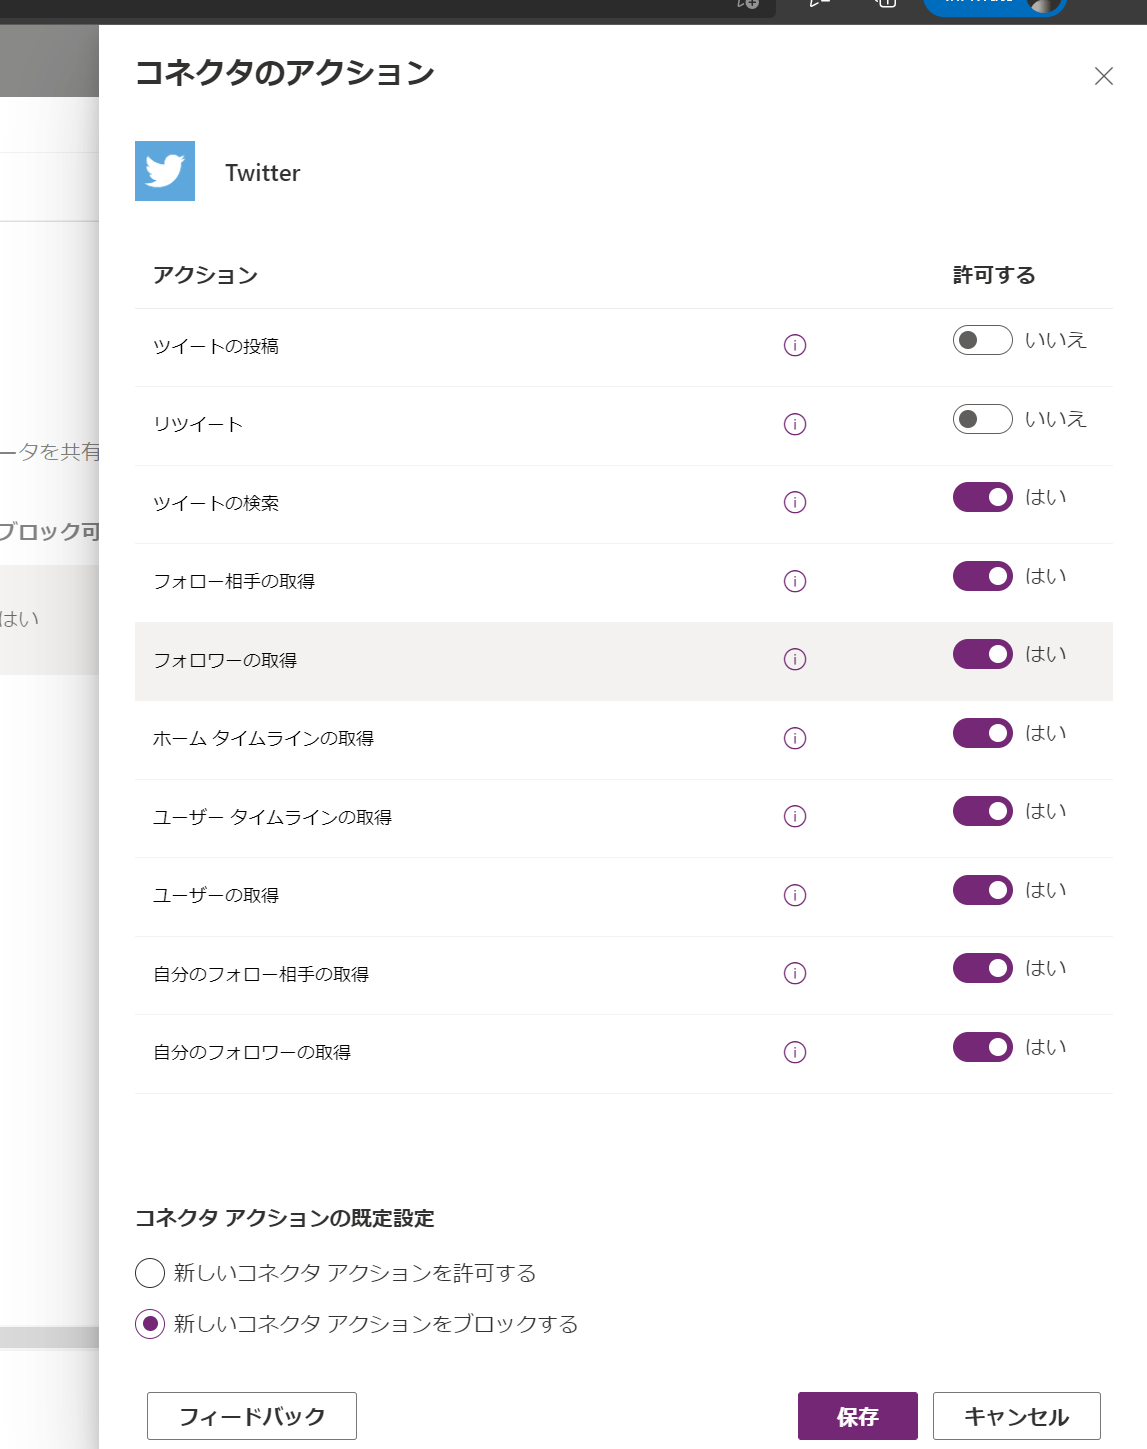 コネクタのアクション
Twitter
アクション 許可する
ツイートの投稿 いいえ
リツイート いいえ
ータを共有
ツイートの検索 はい
ブロック可
フォロー相手の取得 はい
はい
フォロワーの取得 はい
ホーム タイムラインの取得 はい
ユーザー タイムラインの取得 はい
ユーザーの取得 はい
自分のフォロー相手の取得 はい
自分のフォロワーの取得 はい
コネクタ アクションの既定設定
新しいコネクタ アクションを許可する
新しいコネクタ アクションをブロックする
フィードバック 保存 キャンセル